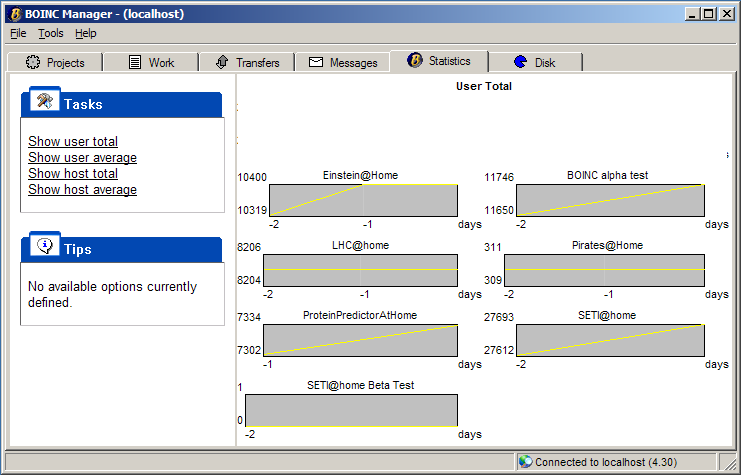 BOINC Manager - (localhost)
File Tools Help
Projects Work Transfers Messages Statistics Disk
Tasks
Show user total
Show user average
Show host total
Show host average
Tips
No available options currently
defined.
User Total
Einstein@Home
10400
10319
-2 -1 days
BOINC alpha test
11746
11650
-2 days
LHC@home
8206
8204
-2 -1 days
Pirates@Home
311
309
-2 -1 days
ProteinPredictorAtHome
7334
7302
-1 days
SETI@home
27693
27612
-2 days
SETI@home Beta Test
1
0
-2 days
Connected to localhost (4.30)